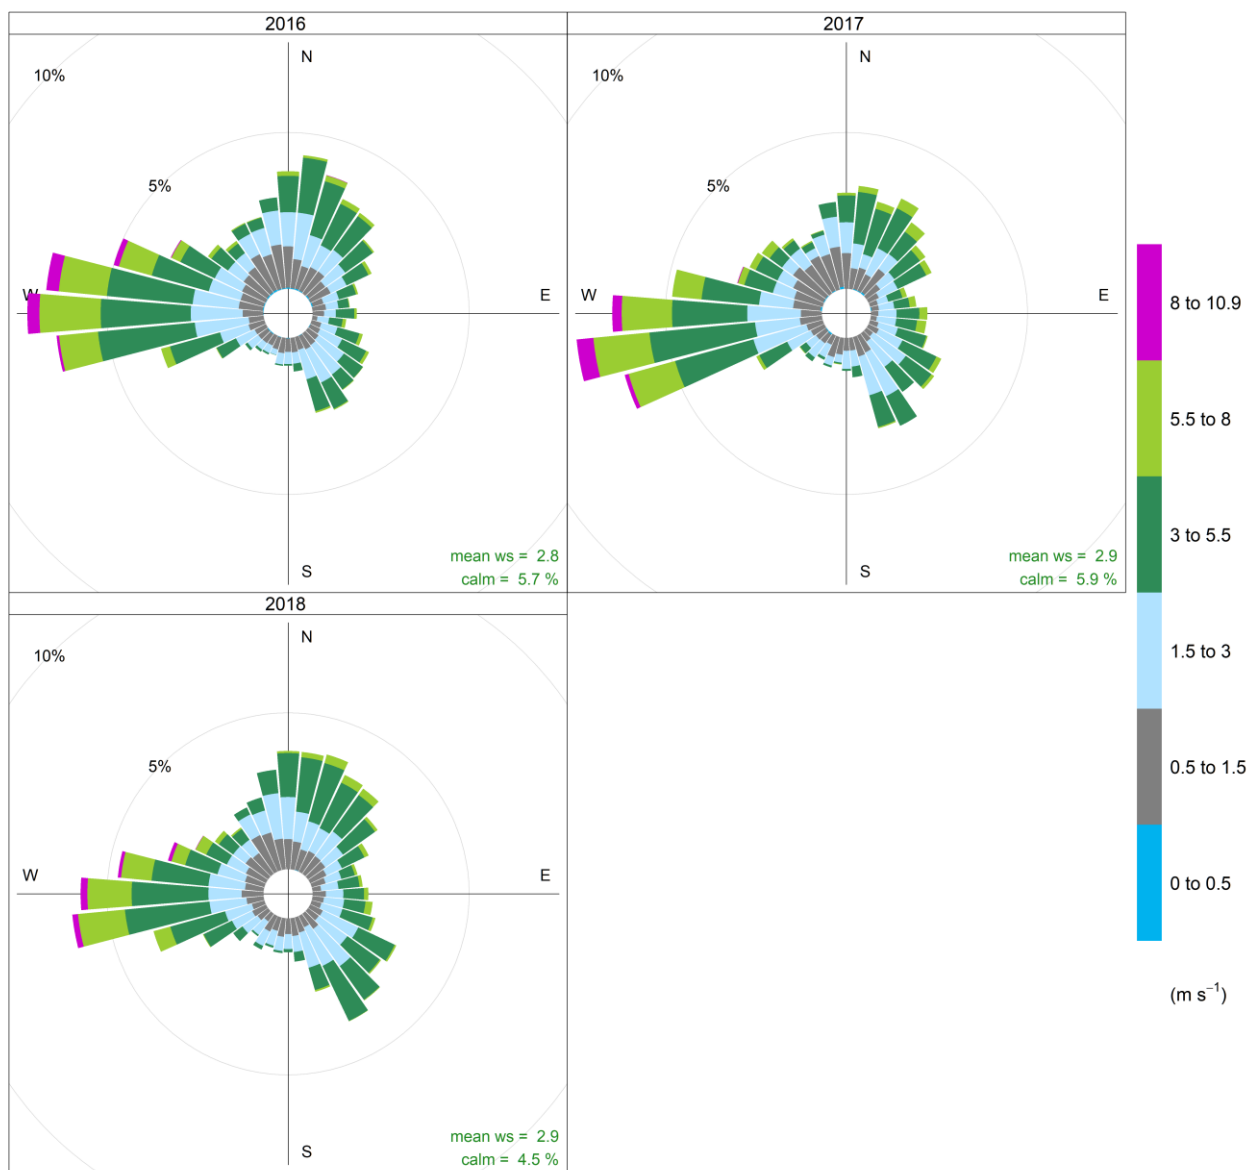 2016
N
10%
5%
W
E
S
mean ws = 2.8
calm = 5.7 %
2017
N
10%
5%
W
E
S
mean ws = 2.9
calm = 5.9 %
2018
N
10%
5%
W
E
S
mean ws = 2.9
calm = 4.5 %
8 to 10.9
5.5 to 8
3 to 5.5
1.5 to 3
0.5 to 1.5
0 to 0.5
(m s⁻¹)